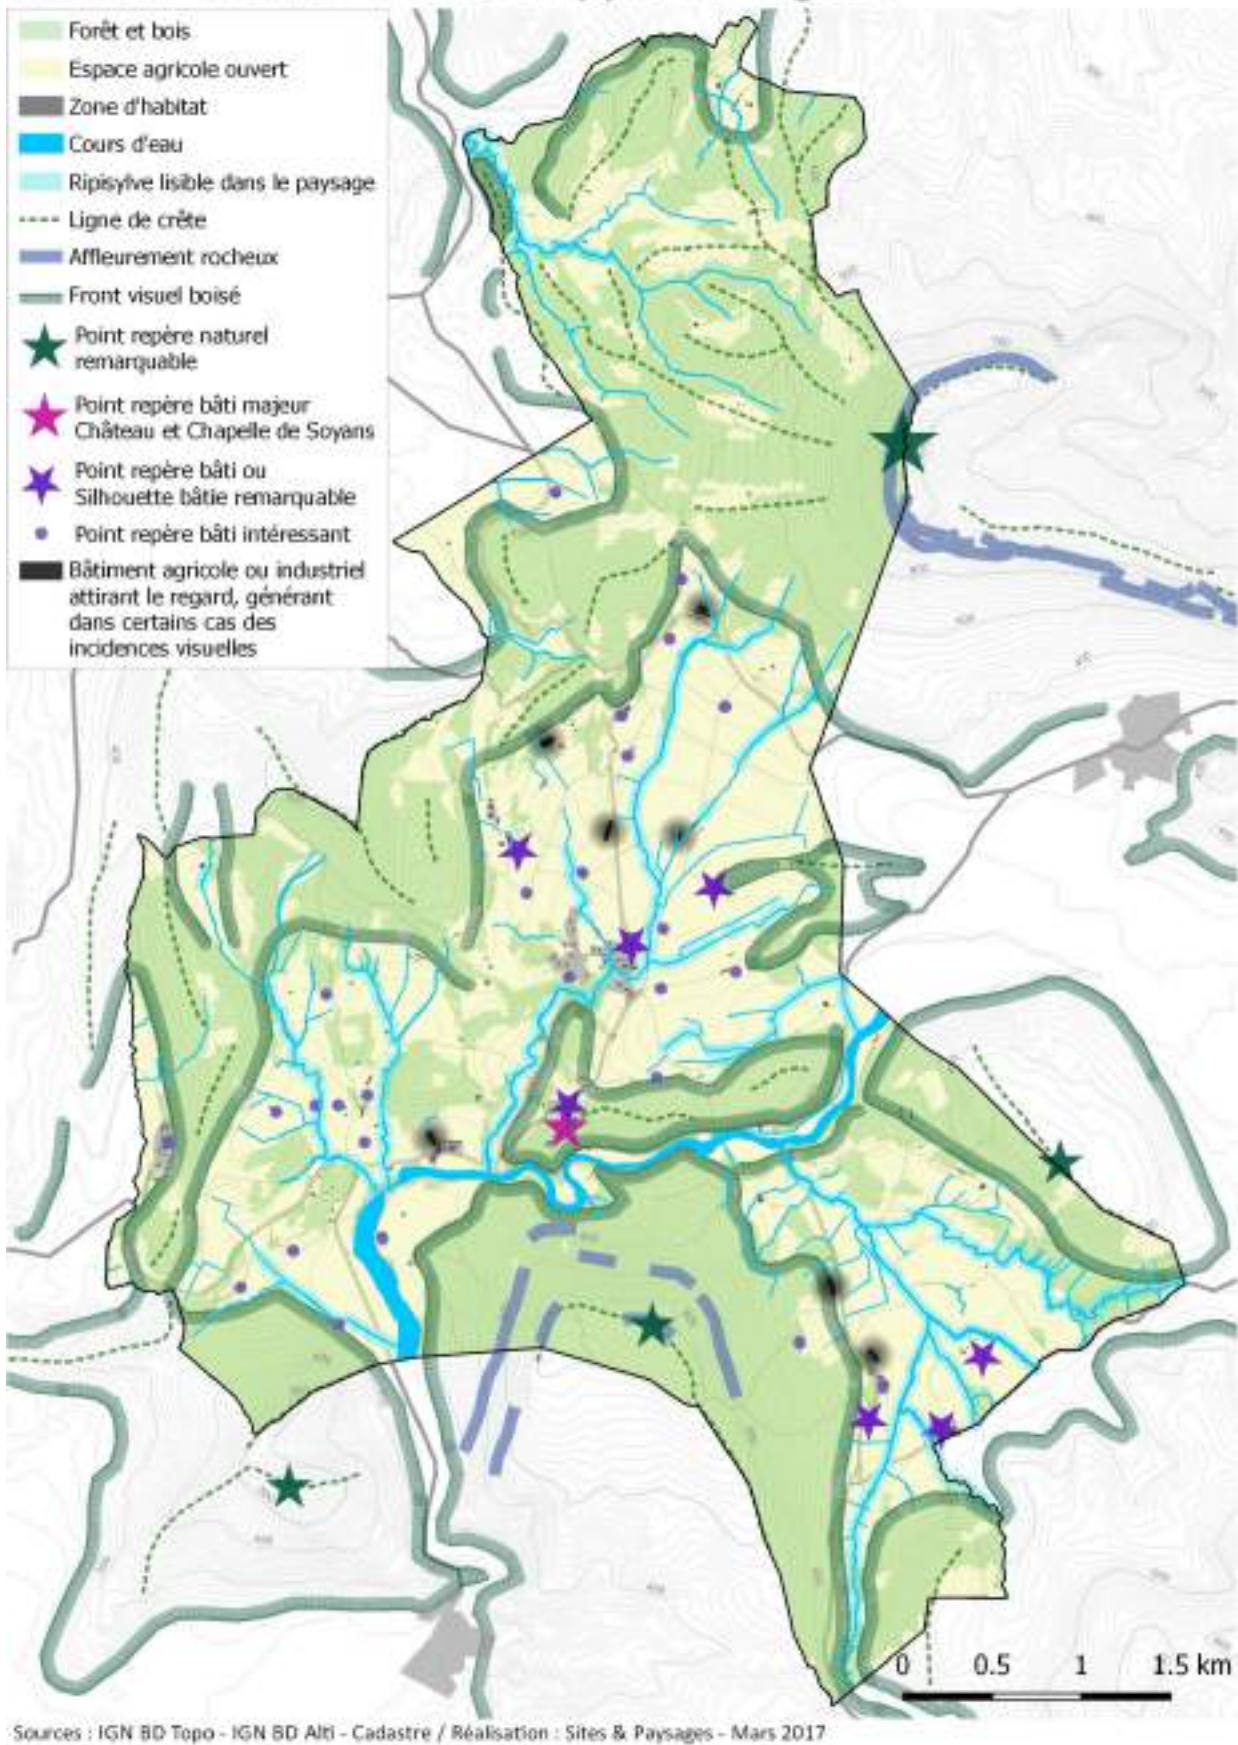 Forêt et bois
Espace agricole ouvert
Zone d'habitat
Cours d'eau
Ripisylve lisible dans le paysage
Ligne de crête
Affleurement rocheux
Front visuel boisé
Point repère naturel
remarquable
Point repère bâti majeur
Château et Chapelle de Soyans
Point repère bâti ou
Silhouette bâtie remarquable
Point repère bâti intéressant
Bâtiment agricole ou industriel
attirant le regard, générant
dans certains cas des
incidences visuelles
0 0.5 1 1.5 km
Sources : IGN BD Topo - IGN BD Alti - Cadastre / Réalisation : Sites & Paysages - Mars 2017